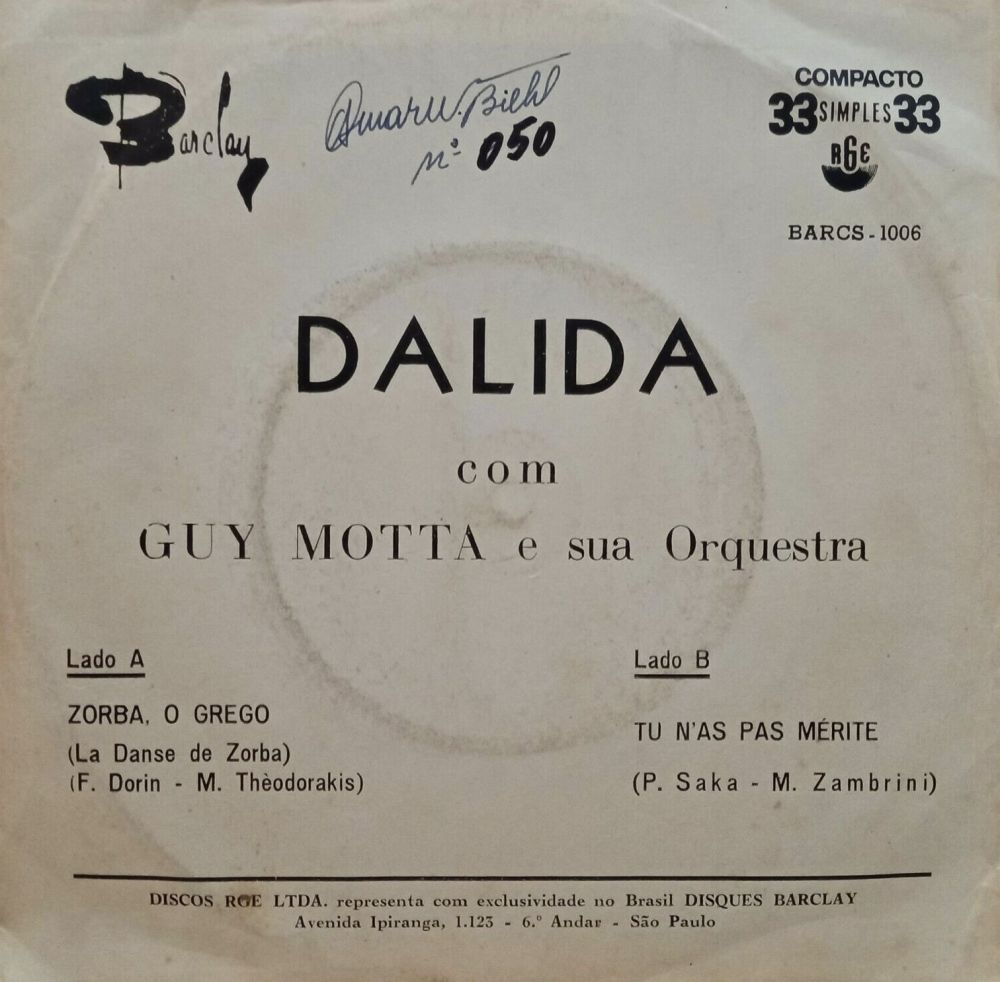 Barclay
Amaru W. Biehl
nº 050
COMPACTO
33 SIMPLES 33
RGE
BARCS - 1006
DALIDA
com
GUY MOTTA e sua Orquestra
Lado A
ZORBA, O GREGO
(La Danse de Zorba)
(F. Dorin - M. Thèodorakis)
Lado B
TU N'AS PAS MÉRITE
(P. Saka - M. Zambrini)
DISCOS RGE LTDA. representa com exclusividade no Brasil DISQUES BARCLAY
Avenida Ipiranga, 1.123 - 6.º Andar - São Paulo